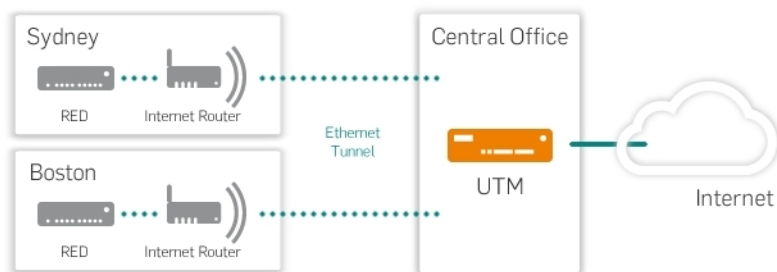 Sydney
RED
Internet Router
Boston
RED
Internet Router
Ethernet
Tunnel
Central Office
UTM
Internet